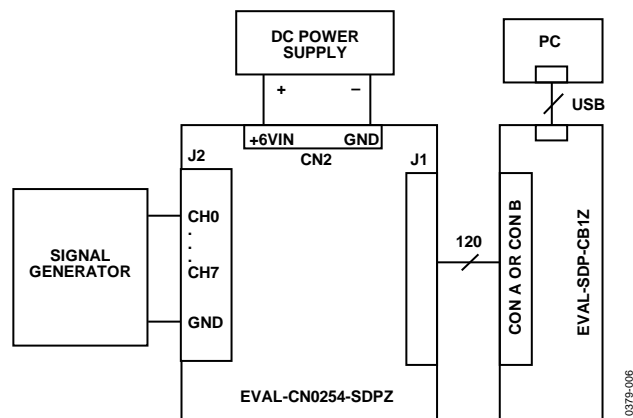 DC POWER
SUPPLY
PC
+
–
USB
+6VIN
GND
CN2
J2
J1
CH0
.
.
.
.
CH7
GND
SIGNAL
GENERATOR
120
CON A OR CON B
EVAL-SDP-CB1Z
EVAL-CN0254-SDPZ
0379-006